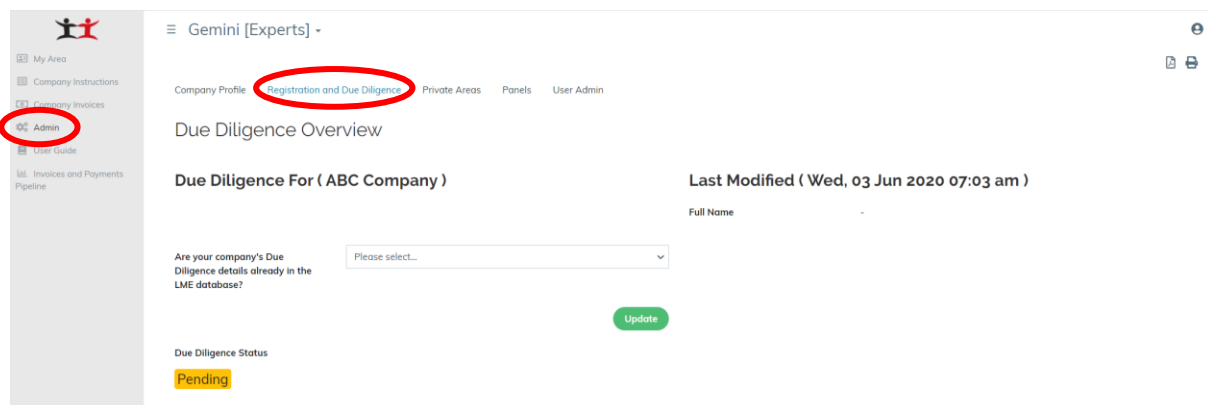 Gemini [Experts]
My Area
Company Instructions
Company Invoices
Admin
User Guide
Invoices and Payments
Pipeline
Company Profile Registration and Due Diligence Private Areas Panels User Admin
Due Diligence Overview
Due Diligence For ( ABC Company )
Last Modified ( Wed, 03 Jun 2020 07:03 am )
Full Name -
Are your company's Due
Diligence details already in the
LME database?
Please select...
Update
Due Diligence Status
Pending